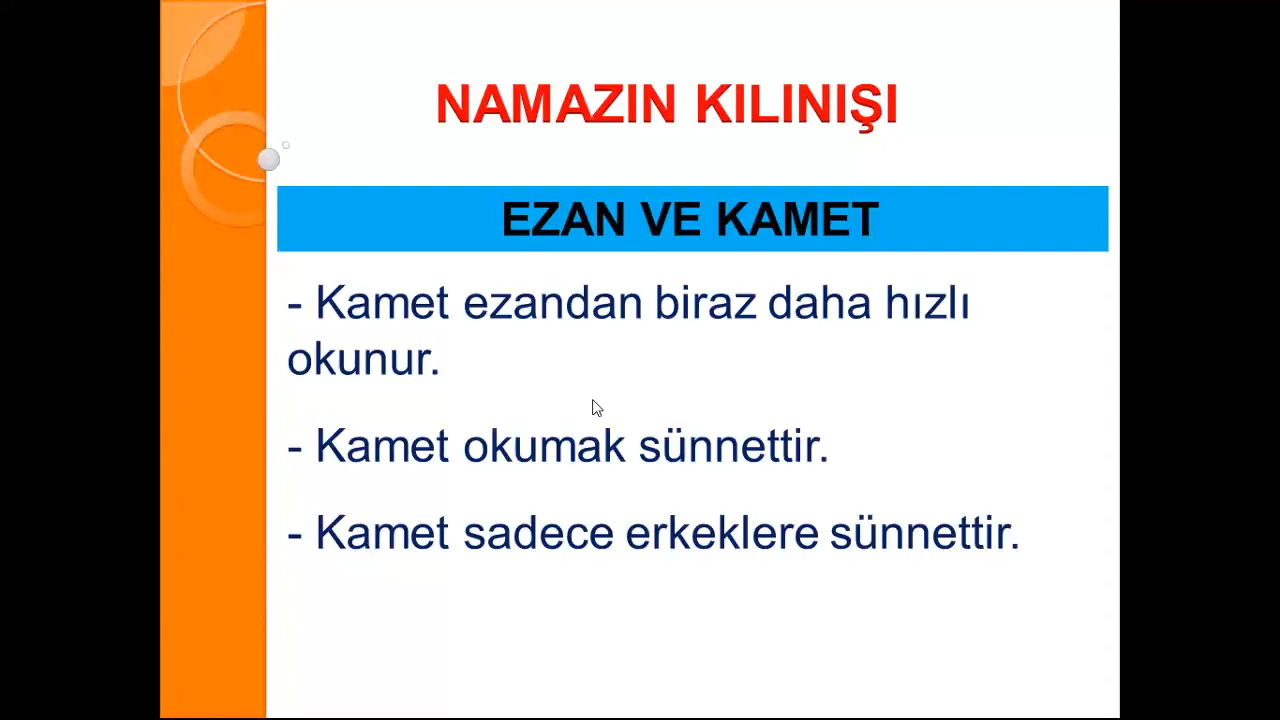 NAMAZIN KILINIŞI
EZAN VE KAMET
- Kamet ezandan biraz daha hızlı
okunur.
- Kamet okumak sünnettir.
- Kamet sadece erkeklere sünnettir.